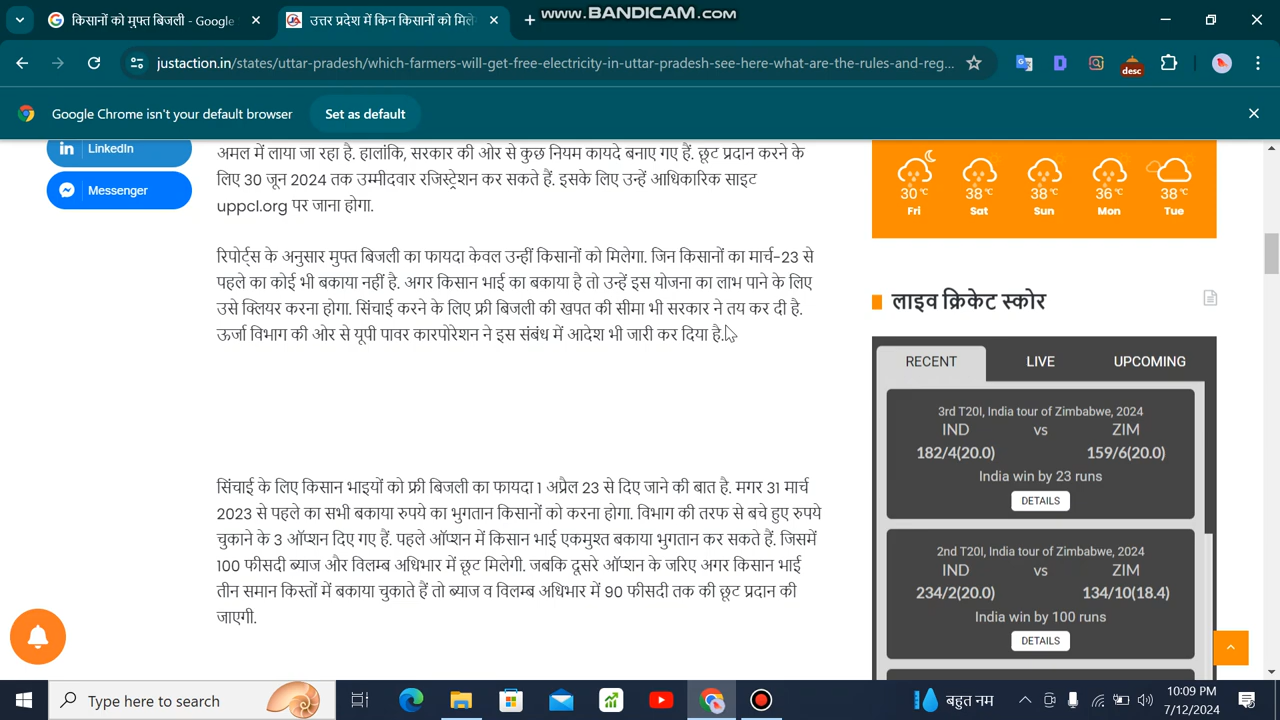 www.BANDICAM.com
किसानों को मुफ्त बिजली - Google
उत्तर प्रदेश में किन किसानों को मिले
justaction.in/states/uttar-pradesh/which-farmers-will-get-free-electricity-in-uttar-pradesh-see-here-what-are-the-rules-and-reg...
desc
Google Chrome isn't your default browser
Set as default
LinkedIn
Messenger
अमल में लाया जा रहा है. हालांकि, सरकार की ओर से कुछ नियम कायदे बनाए गए हैं. छूट प्रदान करने के
लिए 30 जून 2024 तक उम्मीदवार रजिस्ट्रेशन कर सकते हैं. इसके लिए उन्हें आधिकारिक साइट
uppcl.org पर जाना होगा.
रिपोर्ट्स के अनुसार मुफ्त बिजली का फायदा केवल उन्हीं किसानों को मिलेगा. जिन किसानों का मार्च-23 से
पहले का कोई भी बकाया नहीं है. अगर किसान भाई का बकाया है तो उन्हें इस योजना का लाभ पाने के लिए
उसे क्लियर करना होगा. सिंचाई करने के लिए फ्री बिजली की खपत की सीमा भी सरकार ने तय कर दी है.
ऊर्जा विभाग की ओर से यूपी पावर कारपोरेशन ने इस संबंध में आदेश भी जारी कर दिया है.
सिंचाई के लिए किसान भाइयों को फ्री बिजली का फायदा 1 अप्रैल 23 से दिए जाने की बात है. मगर 31 मार्च
2023 से पहले का सभी बकाया रुपये का भुगतान किसानों को करना होगा. विभाग की तरफ से बचे हुए रुपये
चुकाने के 3 ऑप्शन दिए गए हैं. पहले ऑप्शन में किसान भाई एकमुश्त बकाया भुगतान कर सकते हैं. जिसमें
100 फीसदी ब्याज और विलम्ब अधिभार में छूट मिलेगी. जबकि दूसरे ऑप्शन के जरिए अगर किसान भाई
तीन समान किस्तों में बकाया चुकाते हैं तो ब्याज व विलम्ब अधिभार में 90 फीसदी तक की छूट प्रदान की
जाएगी.
30°C 38°C 38°C 36°C 38°C
Fri Sat Sun Mon Tue
लाइव क्रिकेट स्कोर
RECENT LIVE UPCOMING
3rd T20I, India tour of Zimbabwe, 2024
IND vs ZIM
182/4(20.0) 159/6(20.0)
India win by 23 runs
DETAILS
2nd T20I, India tour of Zimbabwe, 2024
IND vs ZIM
234/2(20.0) 134/10(18.4)
India win by 100 runs
DETAILS
Type here to search
बहुत नम
10:09 PM
7/12/2024